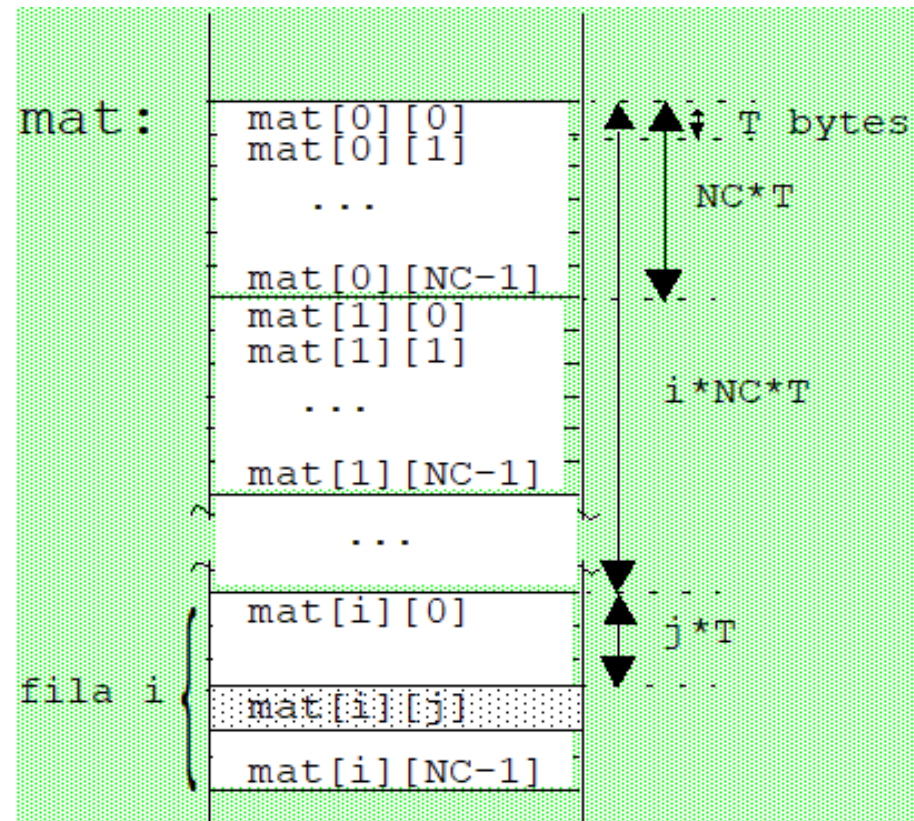 mat:
mat[0][0]
T bytes
mat[0][1]
NC*T
...
mat[0][NC-1]
mat[1][0]
mat[1][1]
i*NC*T
...
mat[1][NC-1]
...
mat[i][0]
j*T
fila i
mat[i][j]
mat[i][NC-1]